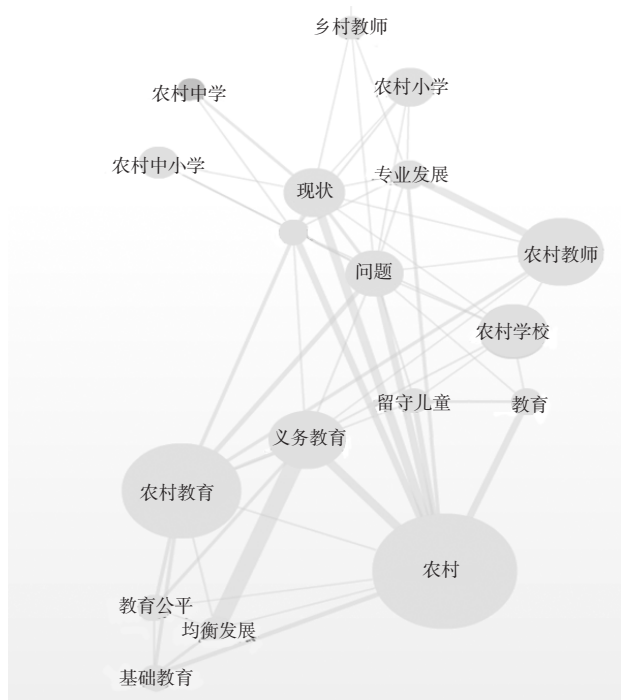 乡村教师
农村小学
农村中学
农村中小学
专业发展
现状
农村教师
问题
农村学校
留守儿童
教育
义务教育
农村教育
农村
教育公平
均衡发展
基础教育